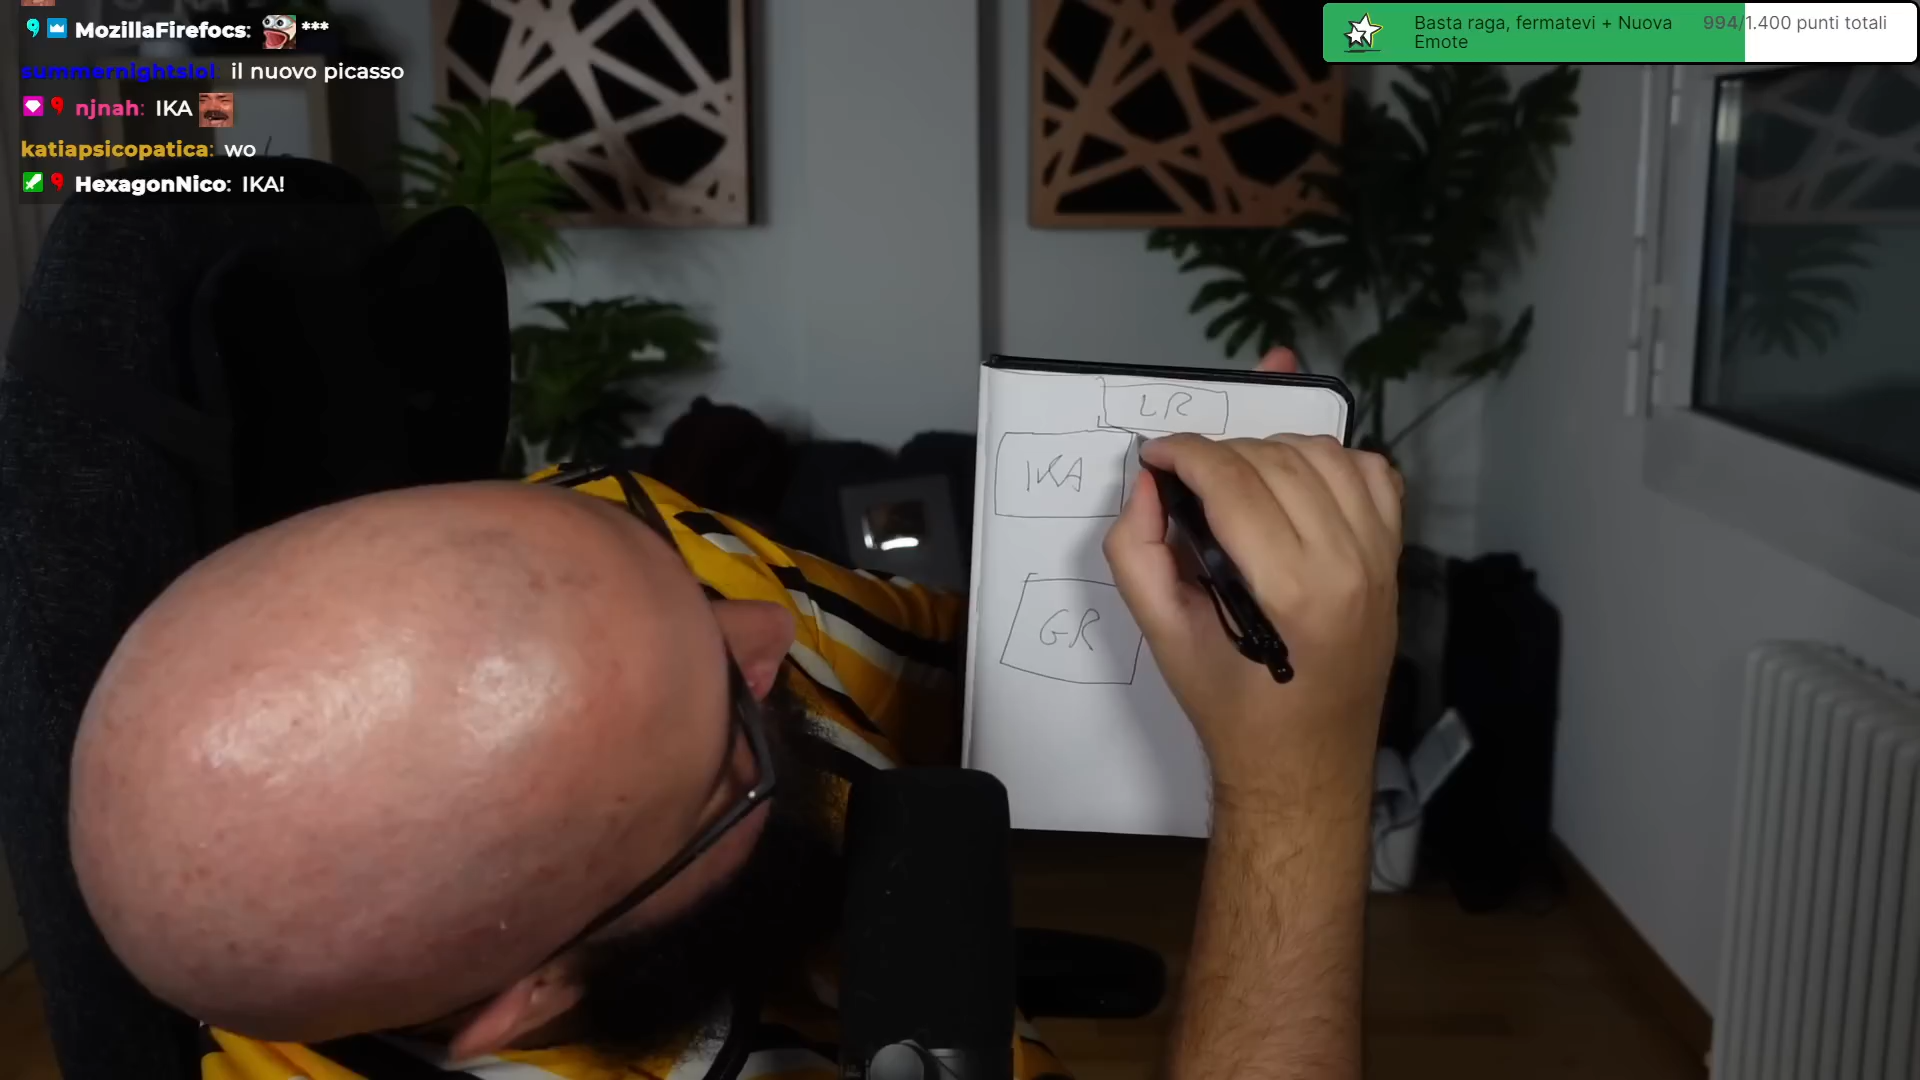 MozillaFirefocs: ***
summernightslol: il nuovo picasso
njnah: IKA
katiapsicopatica: wo
HexagonNico: IKA!
Basta raga, fermatevi + Nuova
Emote
994/1.400 punti totali
LR
IKA
GR